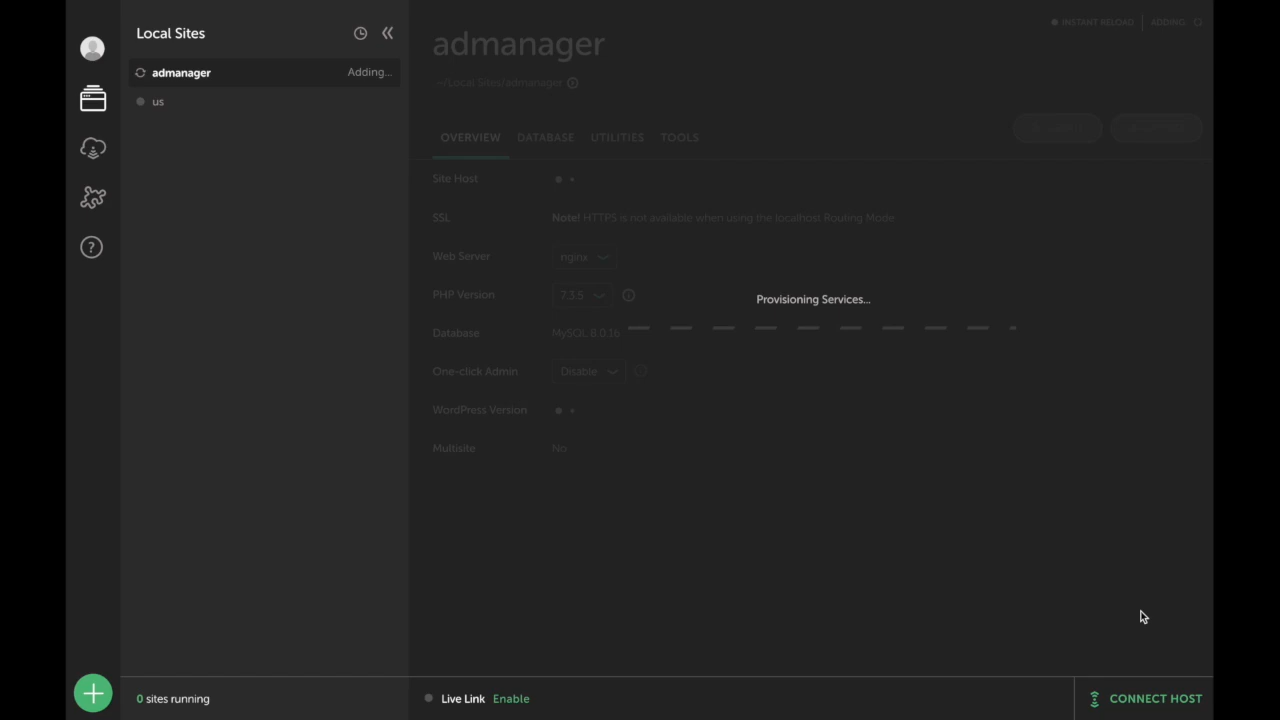 Local Sites
admanager Adding...
us
0 sites running
admanager
~/Local Sites/admanager
INSTANT RELOAD
ADDING
OVERVIEW DATABASE UTILITIES TOOLS
Site Host
SSL Note! HTTPS is not available when using the localhost Routing Mode
Web Server nginx
PHP Version 7.3.5
Provisioning Services...
Database MySQL 8.0.16
One-click Admin Disable
WordPress Version
Multisite No
Live Link Enable
CONNECT HOST